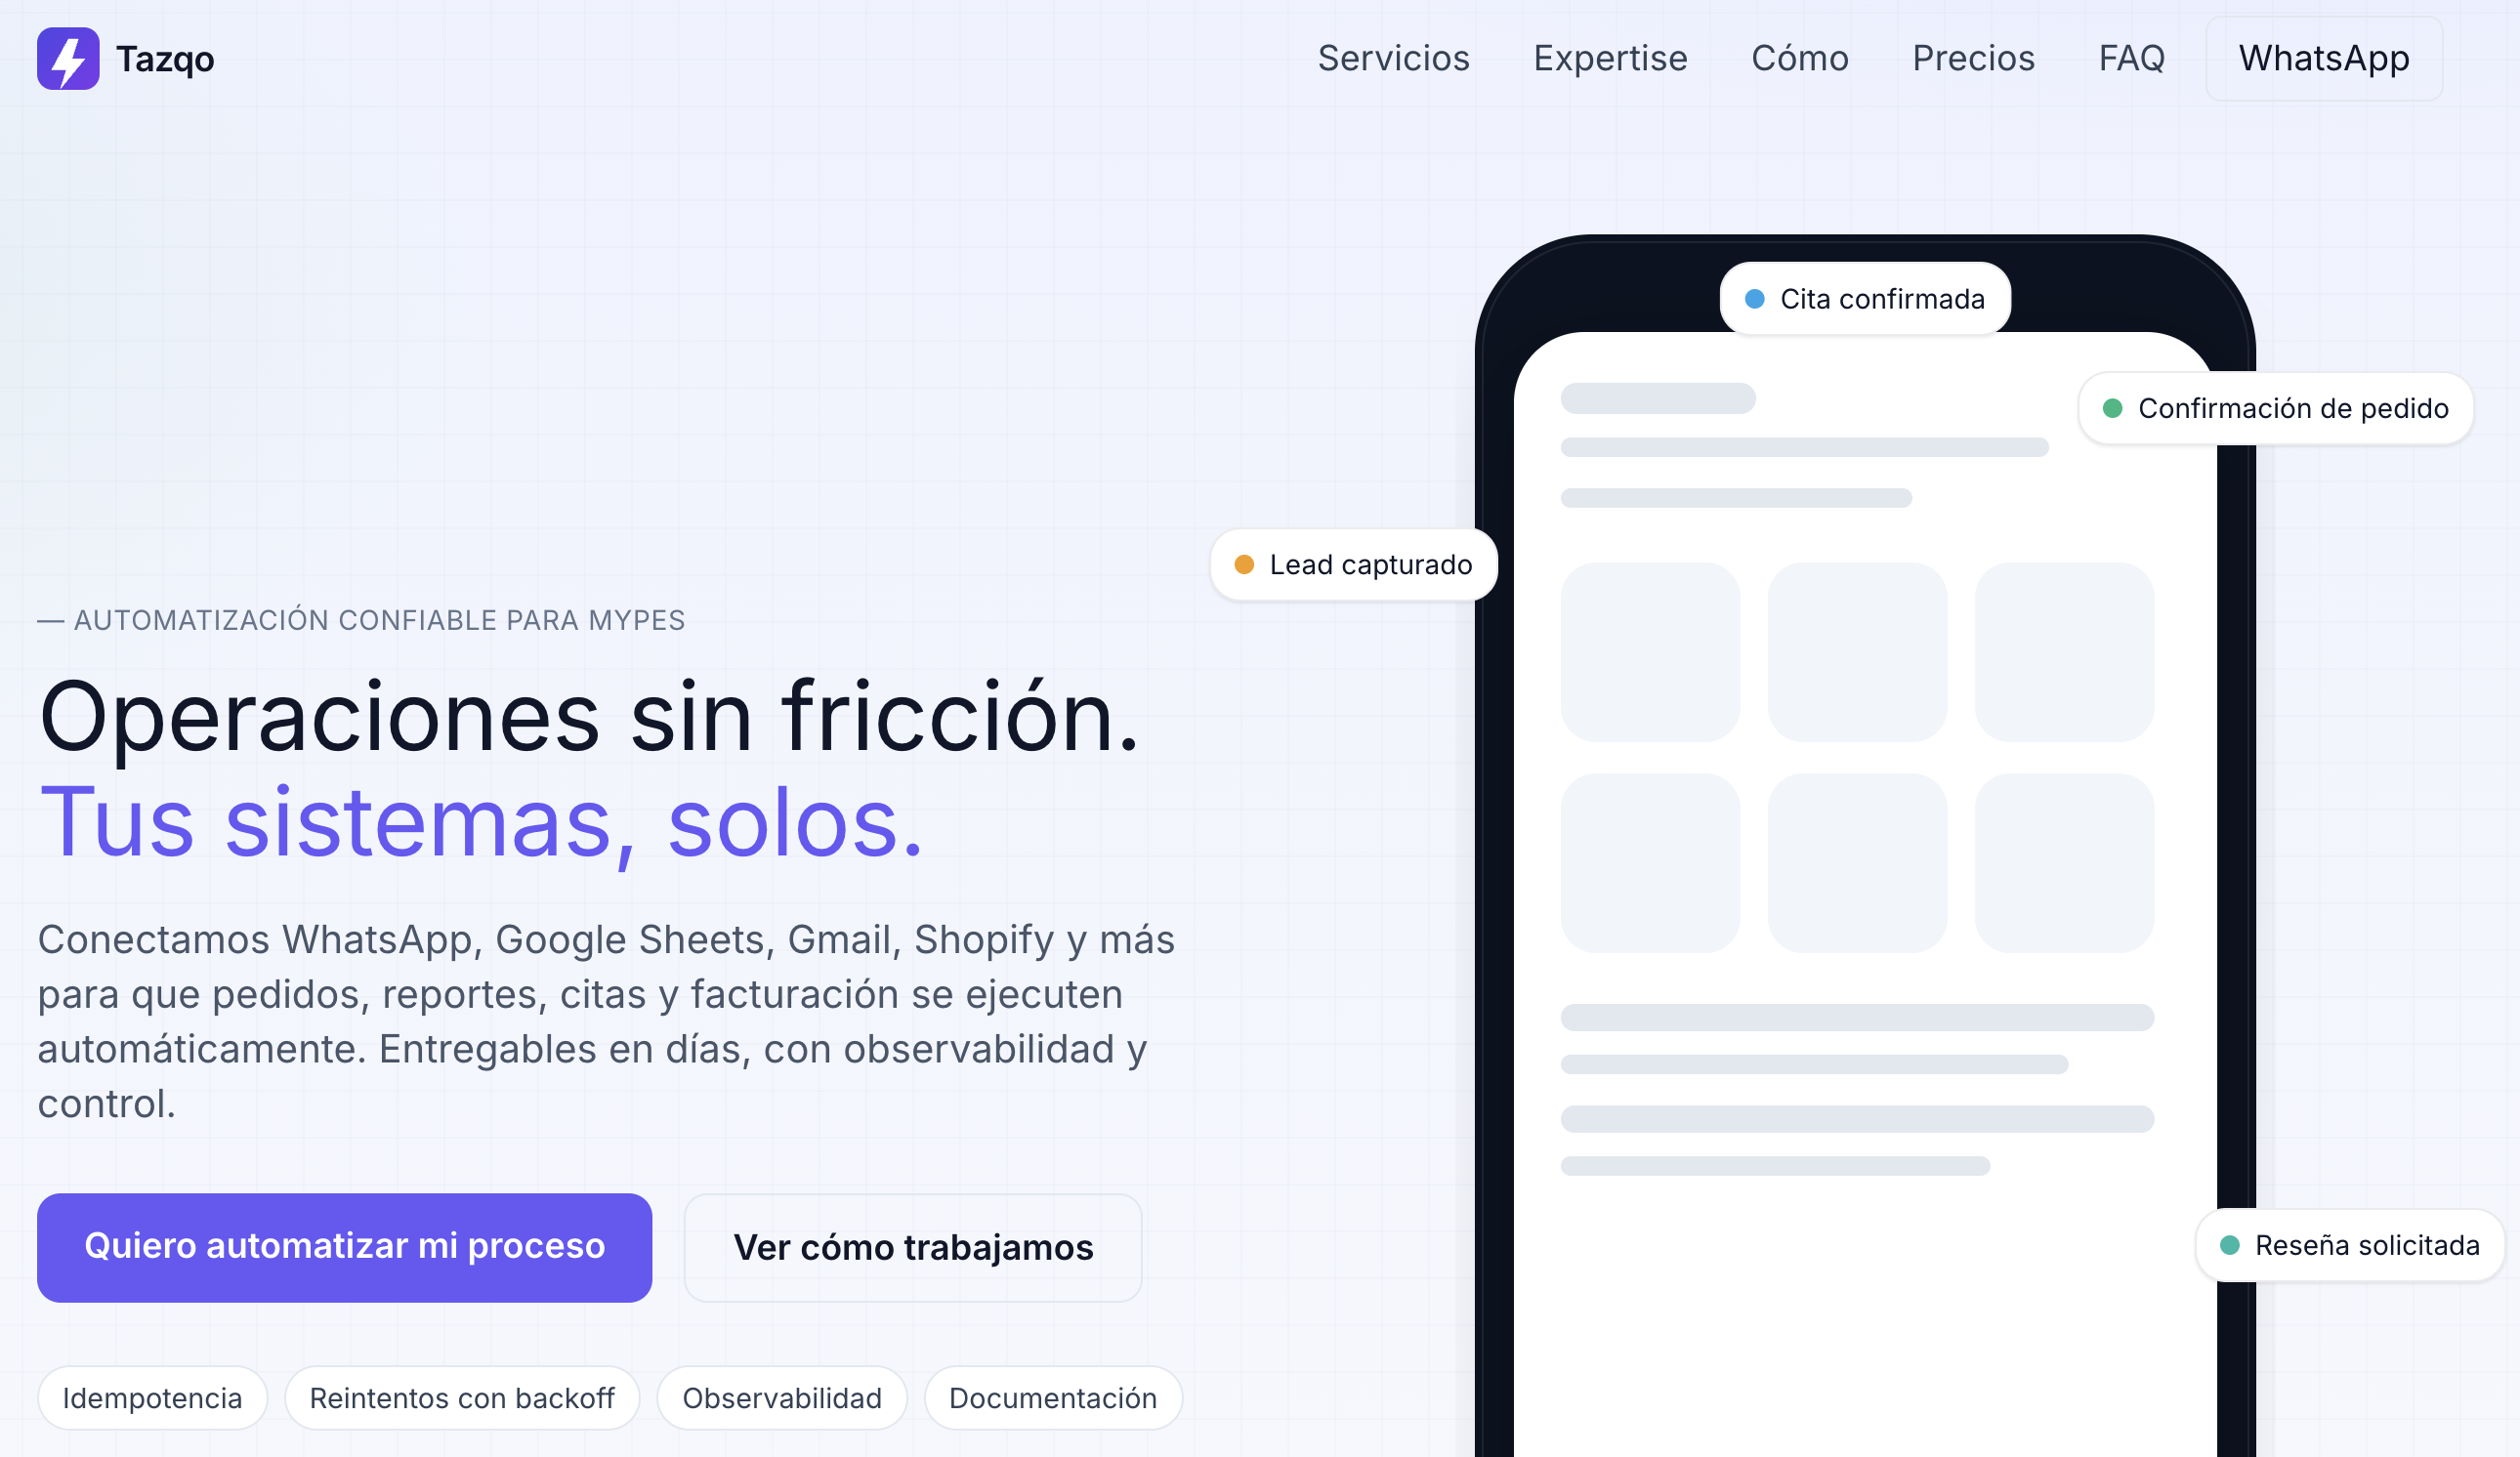 Tazqo
Servicios
Expertise
Cómo
Precios
FAQ
WhatsApp
— AUTOMATIZACIÓN CONFIABLE PARA MYPES
Operaciones sin fricción.
Tus sistemas, solos.
Conectamos WhatsApp, Google Sheets, Gmail, Shopify y más
para que pedidos, reportes, citas y facturación se ejecuten
automáticamente. Entregables en días, con observabilidad y
control.
Quiero automatizar mi proceso
Ver cómo trabajamos
Idempotencia
Reintentos con backoff
Observabilidad
Documentación
Cita confirmada
Confirmación de pedido
Lead capturado
Reseña solicitada